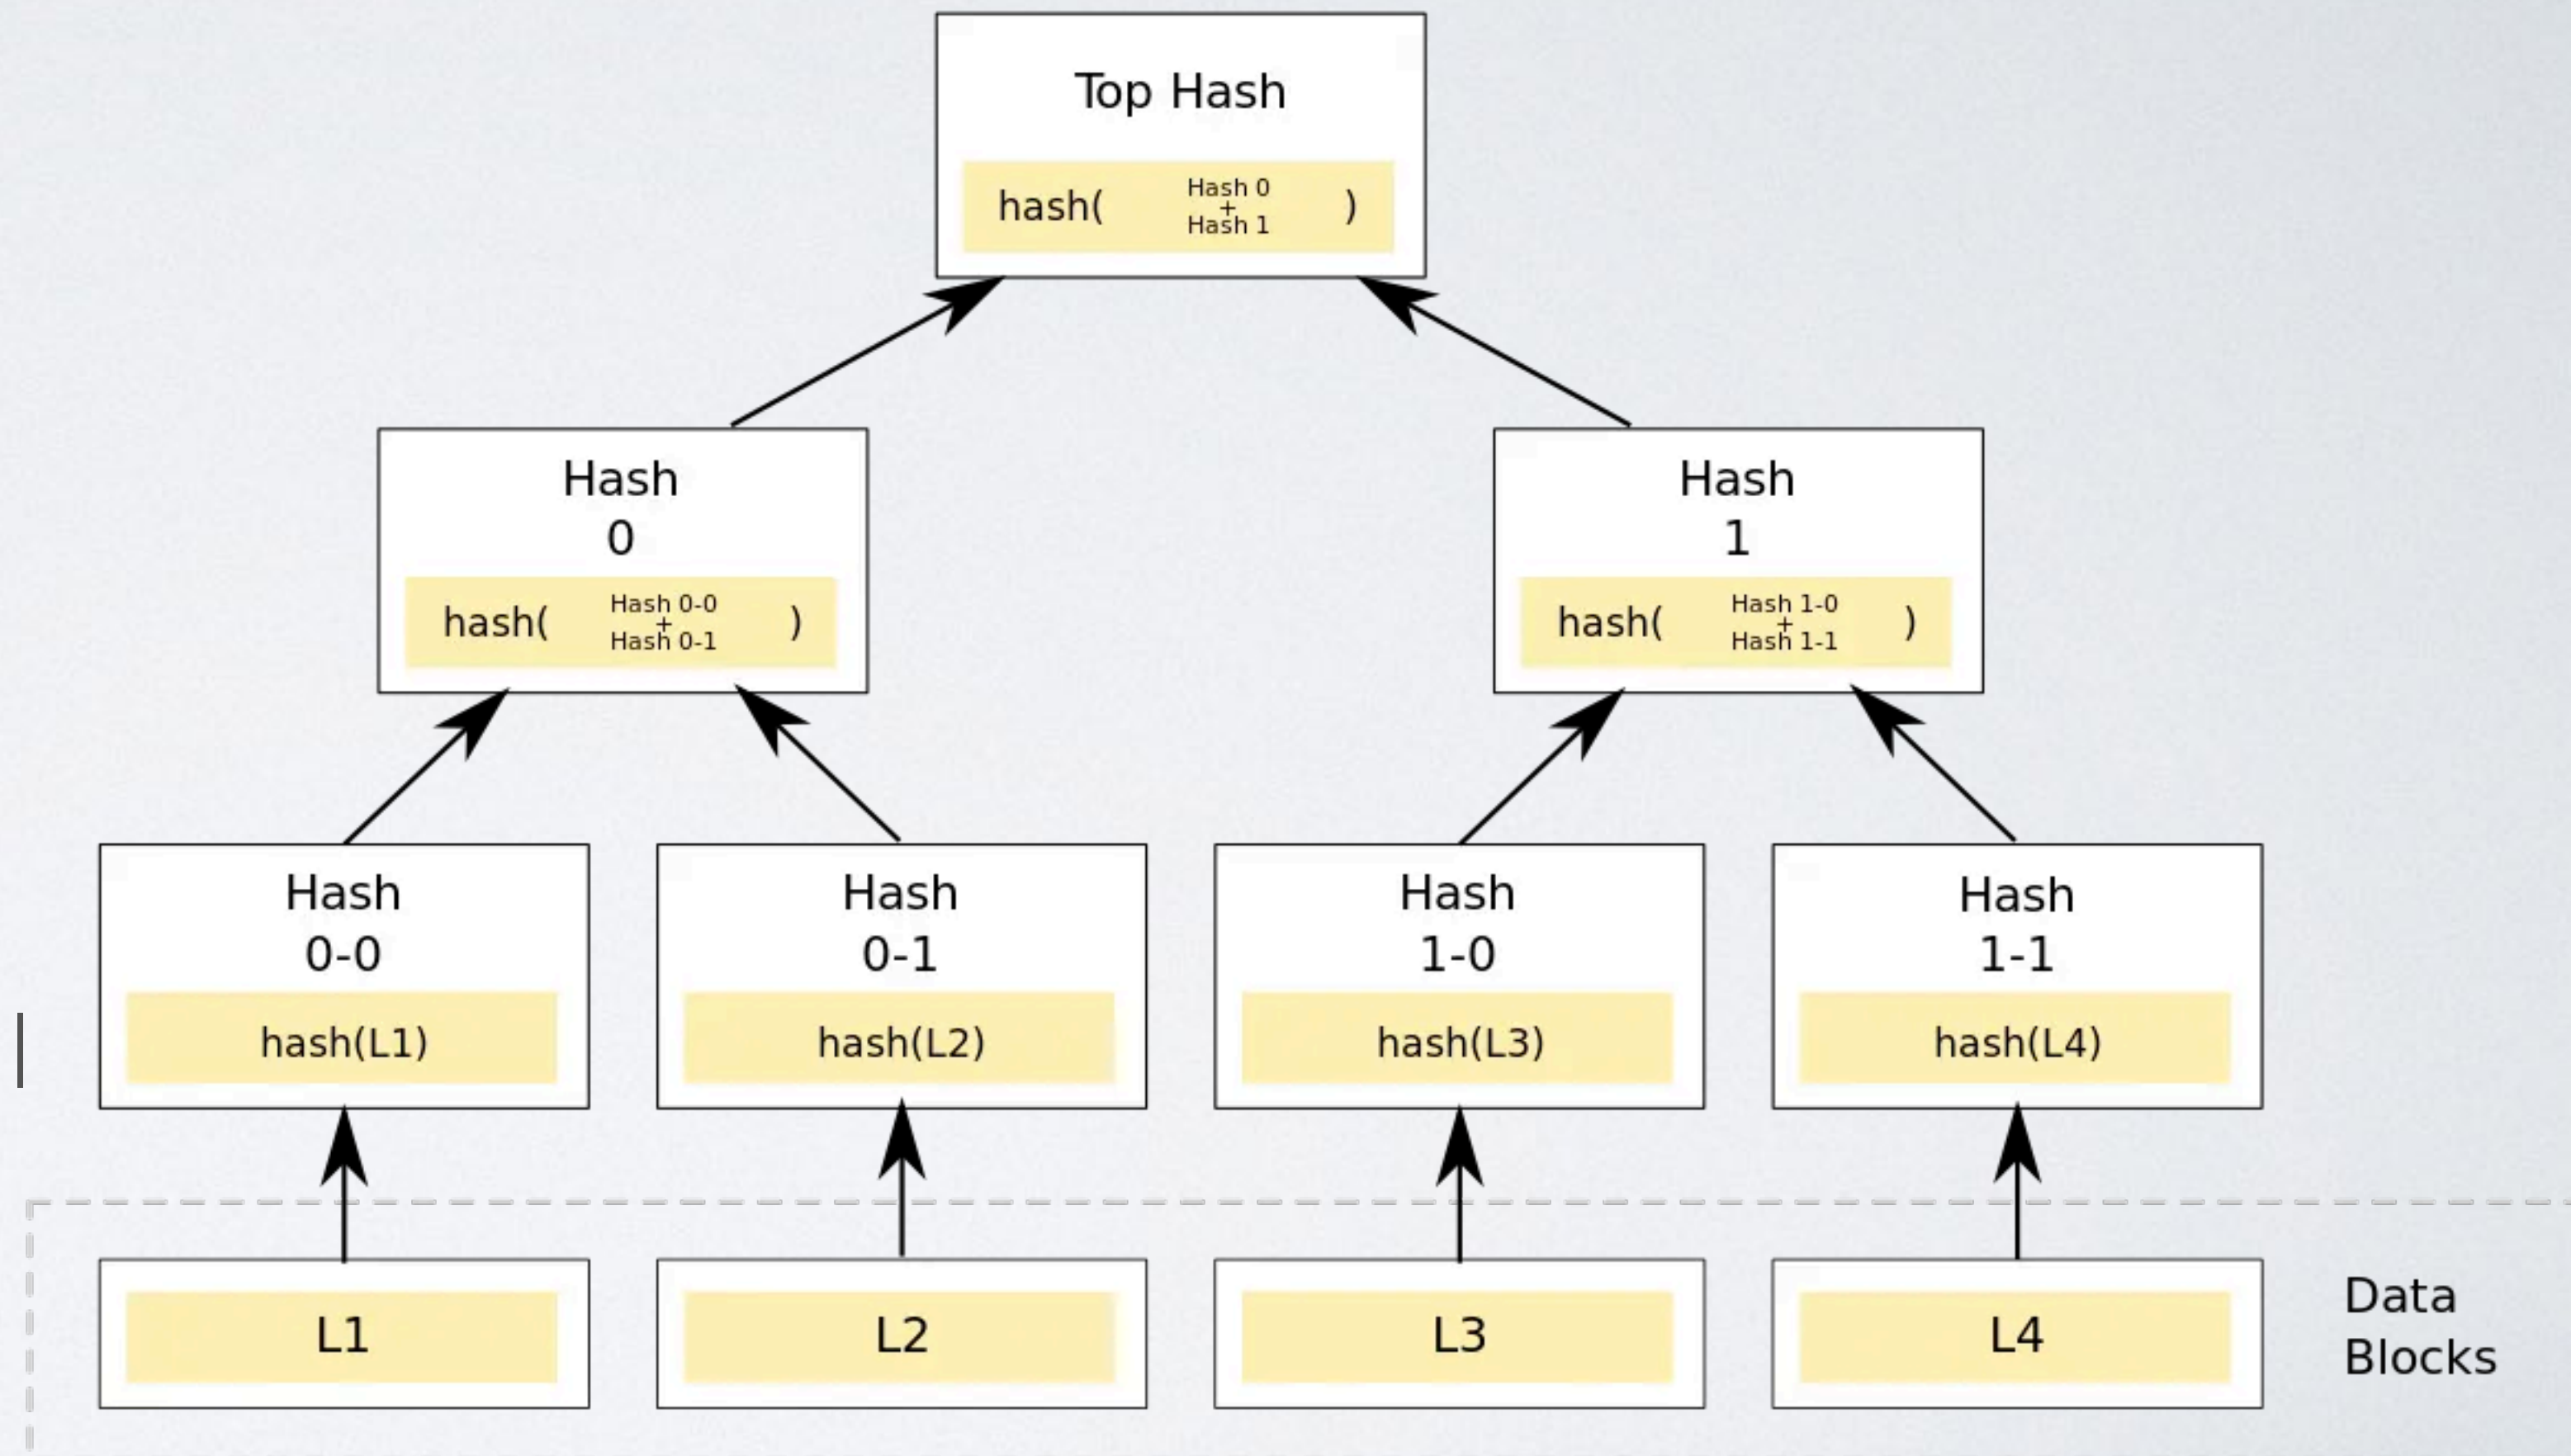 Top Hash
Hash 0
+
hash( )
Hash 1
Hash
0
Hash 0-0
+
hash( )
Hash 0-1
Hash
1
Hash 1-0
+
hash( )
Hash 1-1
Hash
0-0
hash(L1)
Hash
0-1
hash(L2)
Hash
1-0
hash(L3)
Hash
1-1
hash(L4)
L1
L2
L3
L4
Data
Blocks